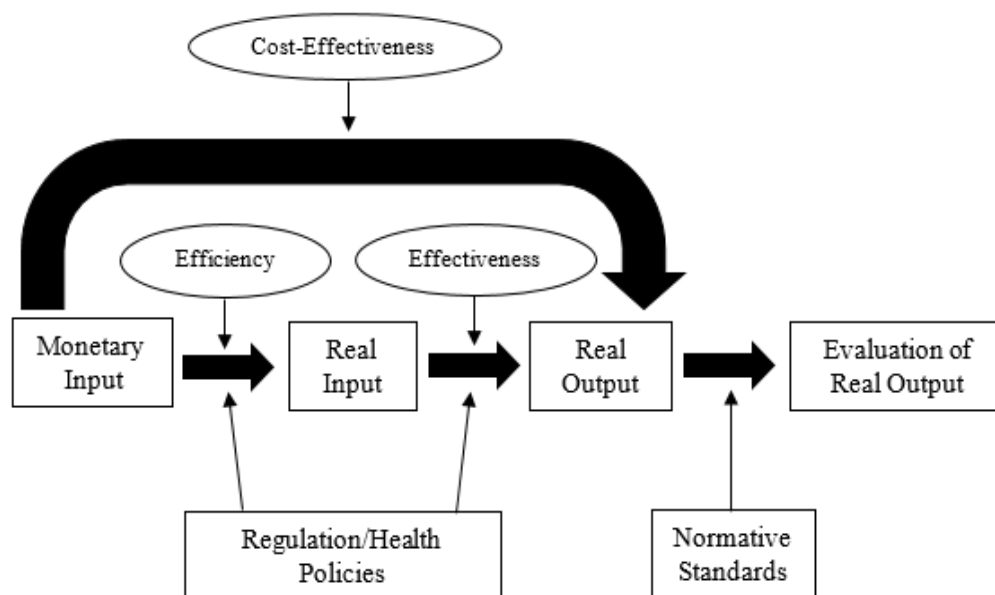 Cost-Effectiveness
Efficiency
Effectiveness
Monetary
Input
Real
Input
Real
Output
Evaluation of
Real Output
Regulation/Health
Policies
Normative
Standards